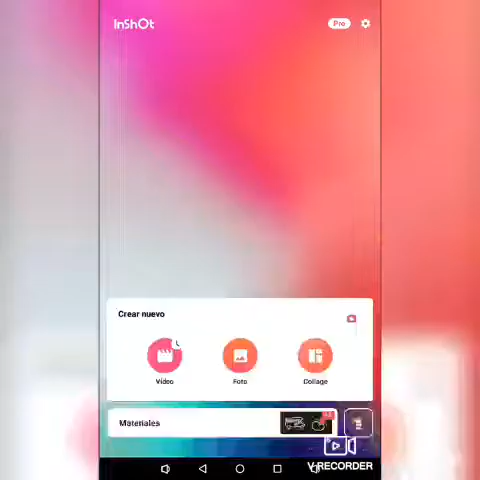 InShOt
Pro
Crear nuevo
Video
Foto
Collage
Materiales
V RECORDER